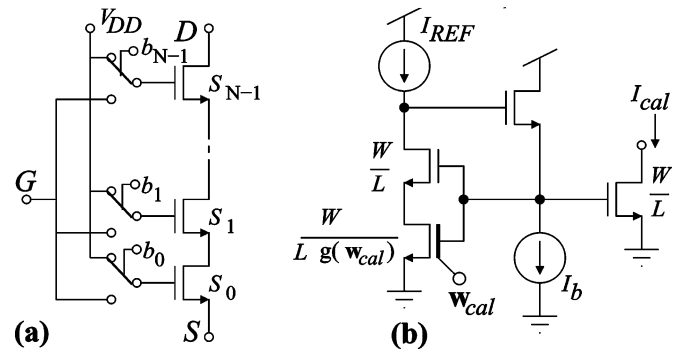 V_DD D
b_N-1
S_N-1
G
b_1
S_1
b_0
S_0
(a) S
I_REF
I_cal
W
L
W
L g(w_cal)
W
L
w_cal
I_b
(b)